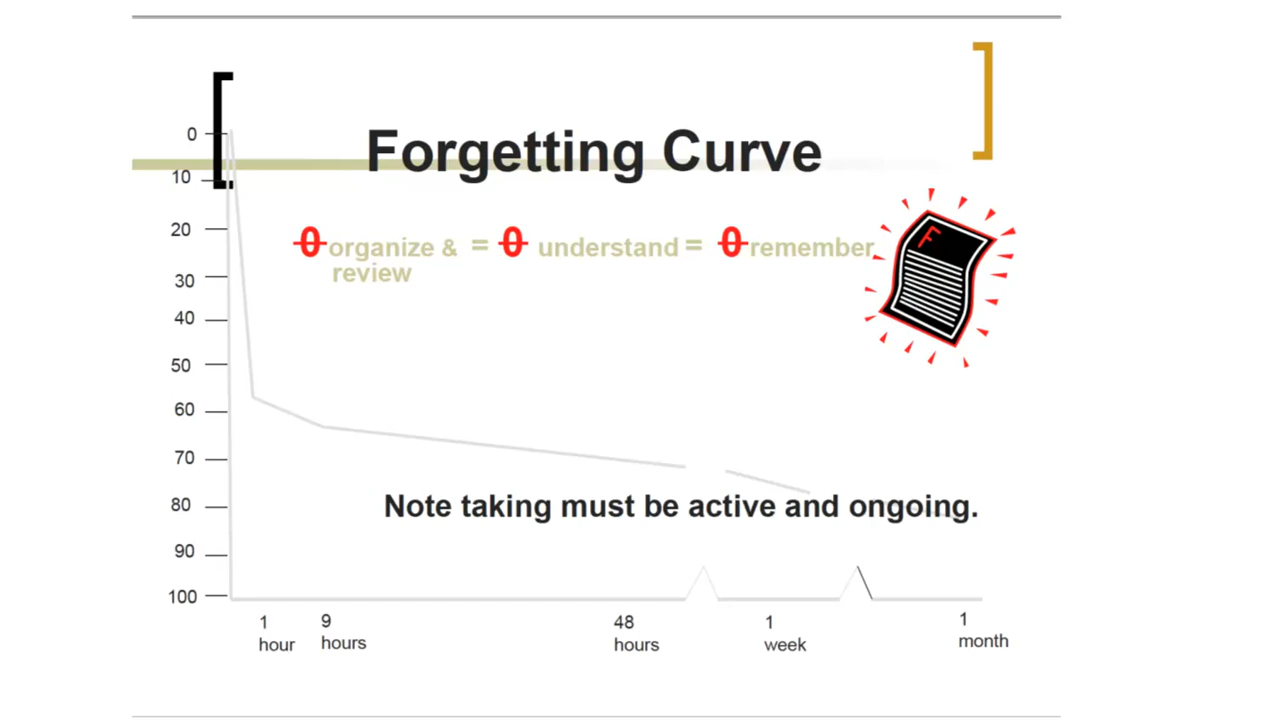 Forgetting Curve
0 organize & = 0 understand = 0 remember
review
F
0
10
20
30
40
50
60
70
80
90
100
Note taking must be active and ongoing.
1 hour
9 hours
48 hours
1 week
1 month